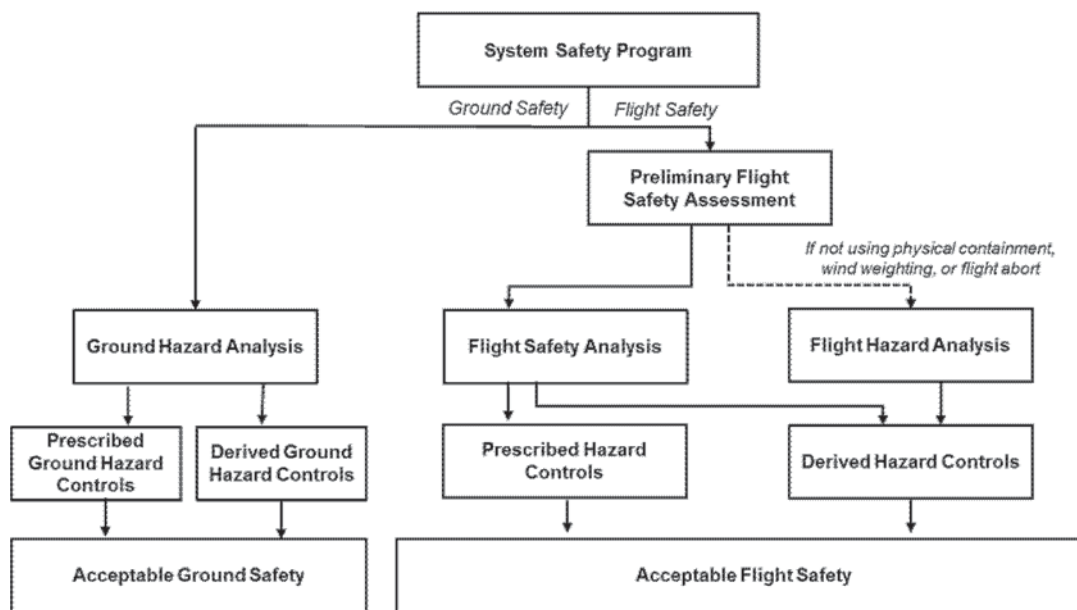 System Safety Program
Ground Safety
Flight Safety
Preliminary Flight
Safety Assessment
If not using physical containment,
wind weighting, or flight abort
Ground Hazard Analysis
Flight Safety Analysis
Flight Hazard Analysis
Prescribed
Ground Hazard
Controls
Derived Ground
Hazard Controls
Prescribed Hazard
Controls
Derived Hazard Controls
Acceptable Ground Safety
Acceptable Flight Safety